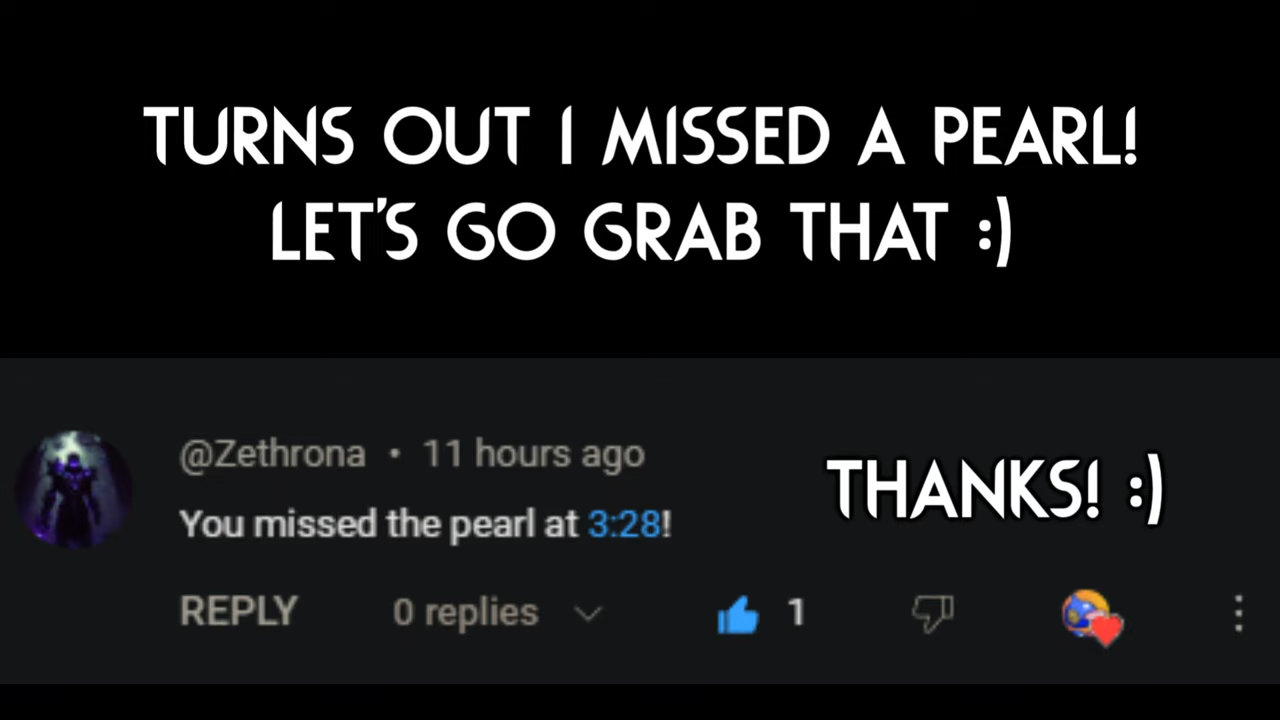 TURNS OUT I MISSED A PEARL!
LET'S GO GRAB THAT :)
@Zethrona • 11 hours ago
You missed the pearl at 3:28!
THANKS! :)
REPLY 0 replies 1